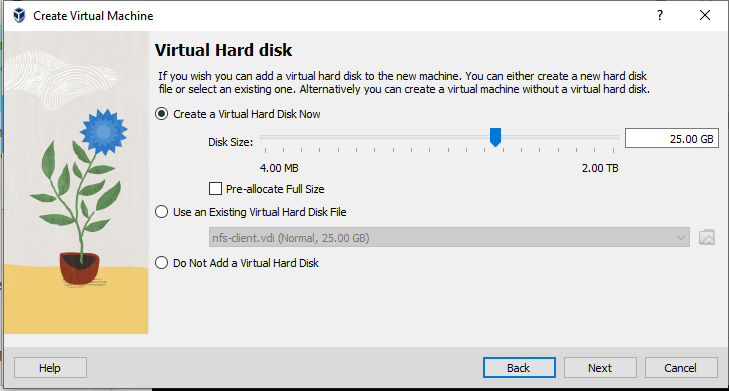 Create Virtual Machine
Virtual Hard disk
If you wish you can add a virtual hard disk to the new machine. You can either create a new hard disk
file or select an existing one. Alternatively you can create a virtual machine without a virtual hard disk.
Create a Virtual Hard Disk Now
Disk Size:
25.00 GB
4.00 MB
2.00 TB
Pre-allocate Full Size
Use an Existing Virtual Hard Disk File
nfs-client.vdi (Normal, 25.00 GB)
Do Not Add a Virtual Hard Disk
Help
Back
Next
Cancel